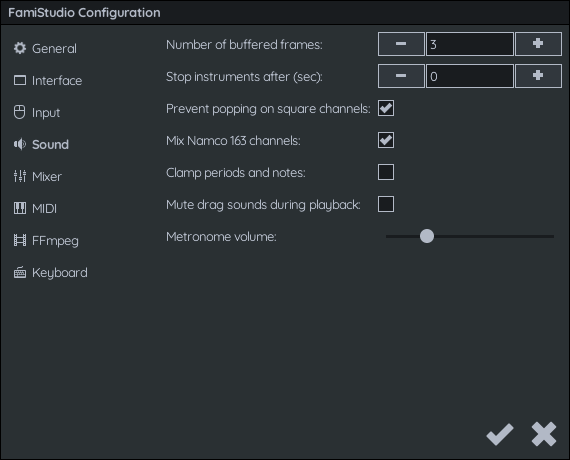 FamiStudio Configuration
General
Interface
Input
Sound
Mixer
MIDI
FFmpeg
Keyboard
Number of buffered frames: 3
Stop instruments after (sec): 0
Prevent popping on square channels:
Mix Namco 163 channels:
Clamp periods and notes:
Mute drag sounds during playback:
Metronome volume: